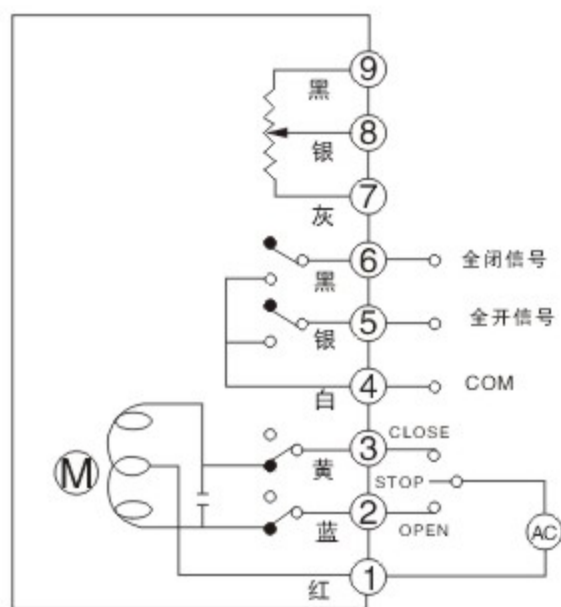 ⑨
黑
⑧
银
⑦
灰
⑥ 全闭信号
黑
⑤ 全开信号
银
④ COM
白
③ CLOSE
黄
M
STOP
②
蓝 OPEN
AC
①
红